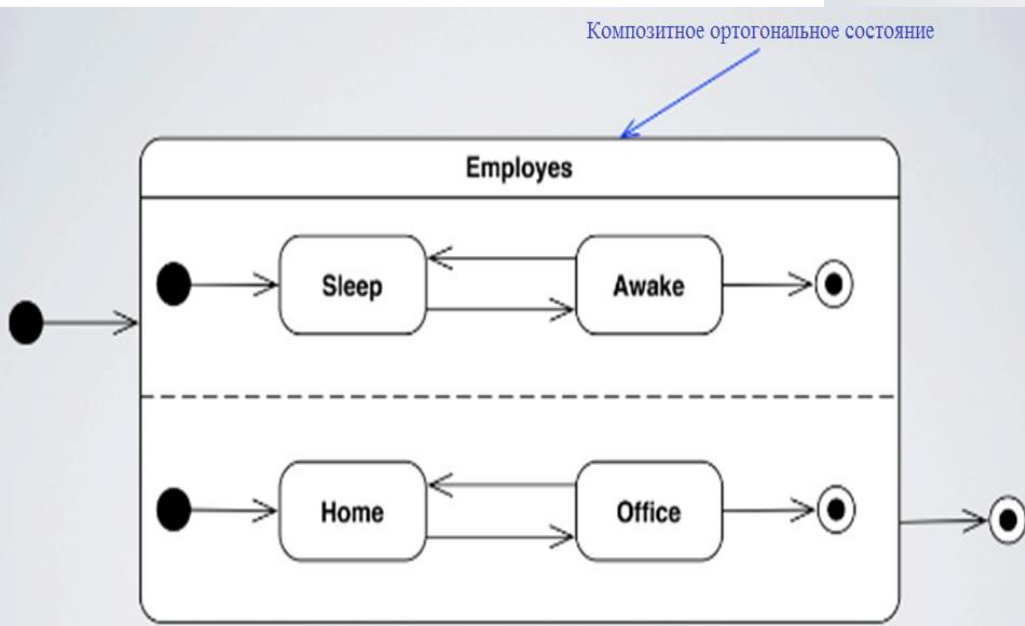 Композитное ортогональное состояние
Employes
Sleep
Awake
Home
Office